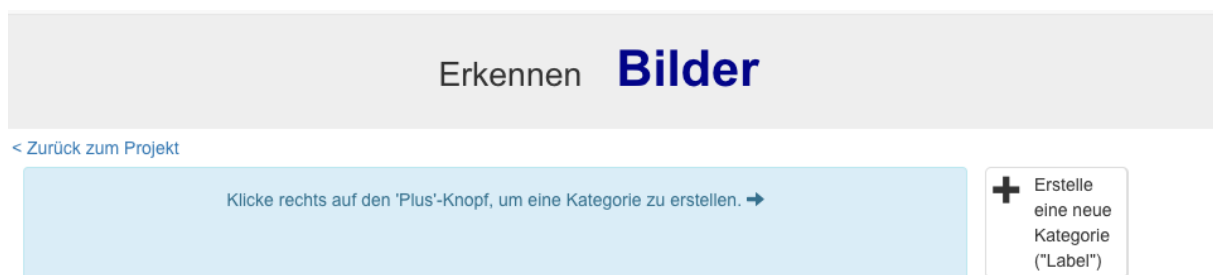 Erkennen Bilder
< Zurück zum Projekt
Klicke rechts auf den 'Plus'-Knopf, um eine Kategorie zu erstellen.
Erstelle
eine neue
Kategorie
("Label")